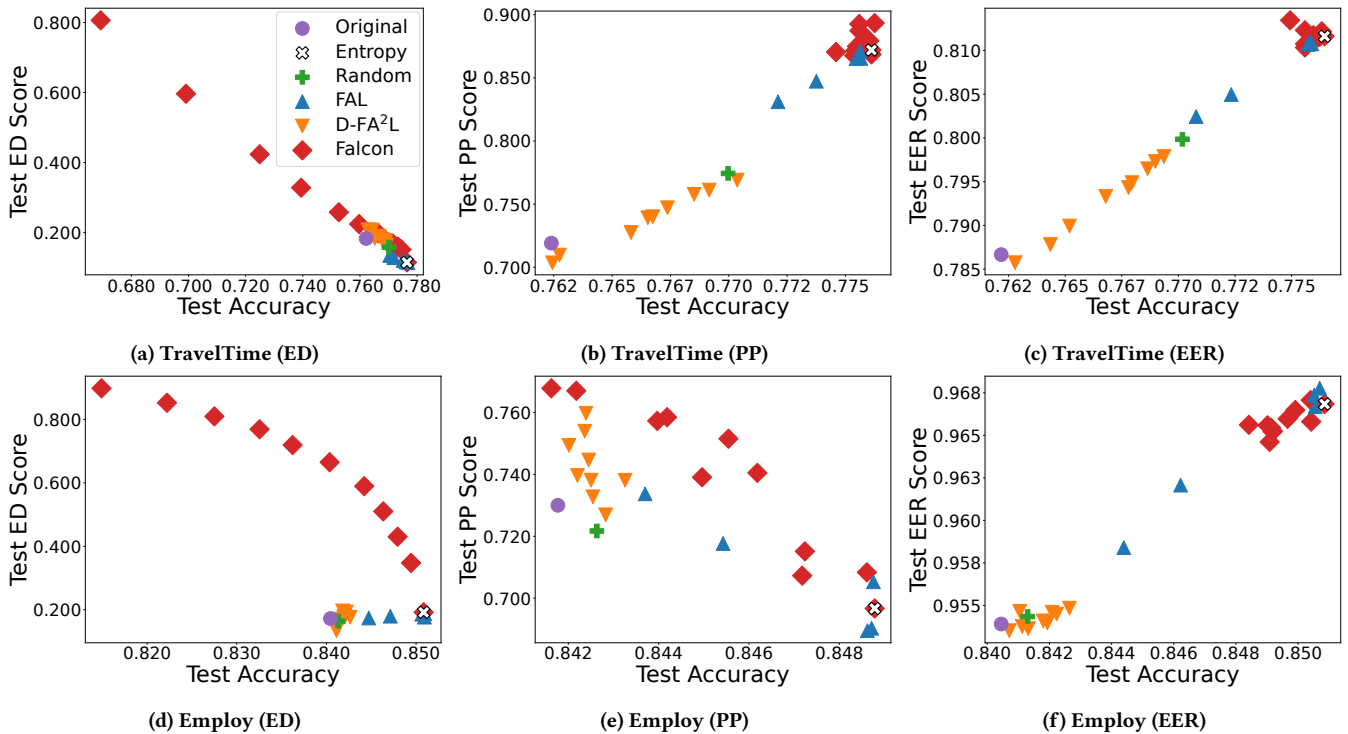 0.800
0.600
0.400
0.200
Test ED Score
Original
Entropy
Random
FAL
D-FA²L
Falcon
0.680 0.700 0.720 0.740 0.760 0.780
Test Accuracy
(a) TravelTime (ED)
0.900
0.850
0.800
0.750
0.700
Test PP Score
0.762 0.765 0.767 0.770 0.772 0.775
Test Accuracy
(b) TravelTime (PP)
0.810
0.805
0.800
0.795
0.790
0.785
Test EER Score
0.762 0.765 0.767 0.770 0.772 0.775
Test Accuracy
(c) TravelTime (EER)
0.800
0.600
0.400
0.200
Test ED Score
0.820 0.830 0.840 0.850
Test Accuracy
(d) Employ (ED)
0.760
0.740
0.720
0.700
Test PP Score
0.842 0.844 0.846 0.848
Test Accuracy
(e) Employ (PP)
0.968
0.965
0.963
0.960
0.958
0.955
Test EER Score
0.840 0.842 0.844 0.846 0.848 0.850
Test Accuracy
(f) Employ (EER)